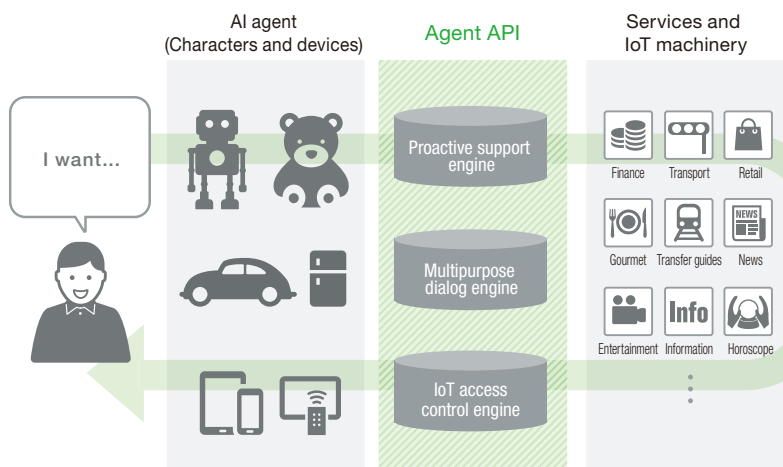 AI agent
(Characters and devices)
Agent API
Services and
IoT machinery
I want...
Proactive support
engine
Finance
Transport
Retail
NEWS
Gourmet
Transfer guides
News
Multipurpose
dialog engine
Info
Entertainment
Information
Horoscope
IoT access
control engine